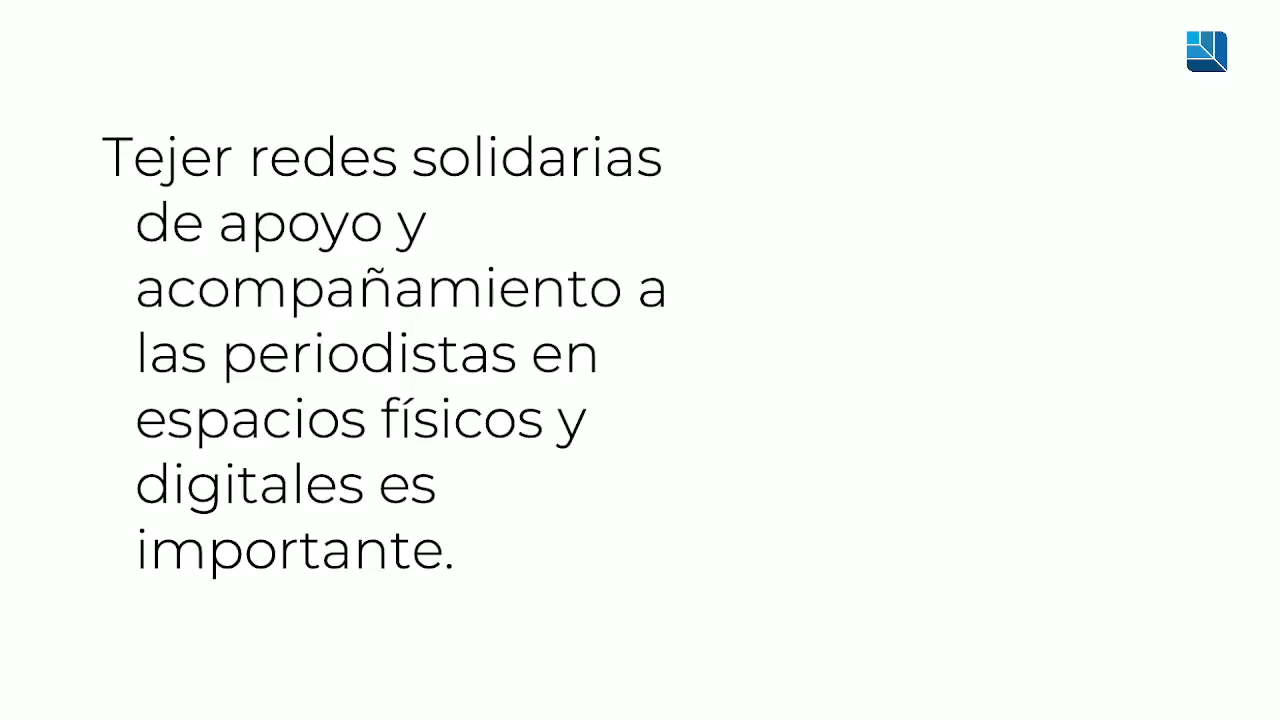 Tejer redes solidarias
de apoyo y
acompañamiento a
las periodistas en
espacios físicos y
digitales es
importante.